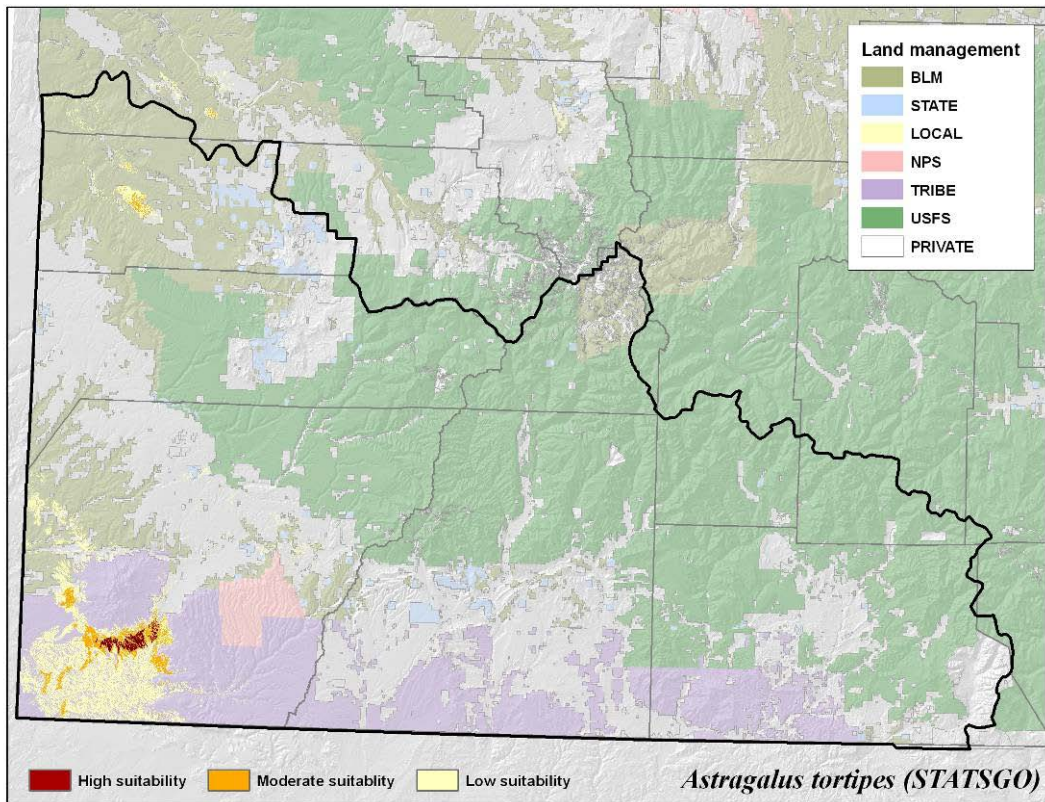 Land management
BLM
STATE
LOCAL
NPS
TRIBE
USFS
PRIVATE
High suitability
Moderate suitablity
Low suitability
Astragalus tortipes (STATSGO)